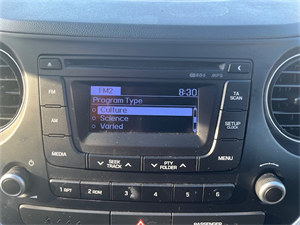 FM2 8:30
Program Type
Culture
Science
Varied
FM
AM
MEDIA
TA
SCAN
SETUP
CLOCK
SEEK
TRACK
PTY
FOLDER
MENU
1 RPT 2 RDM 3 4 5 6
PASSENGER